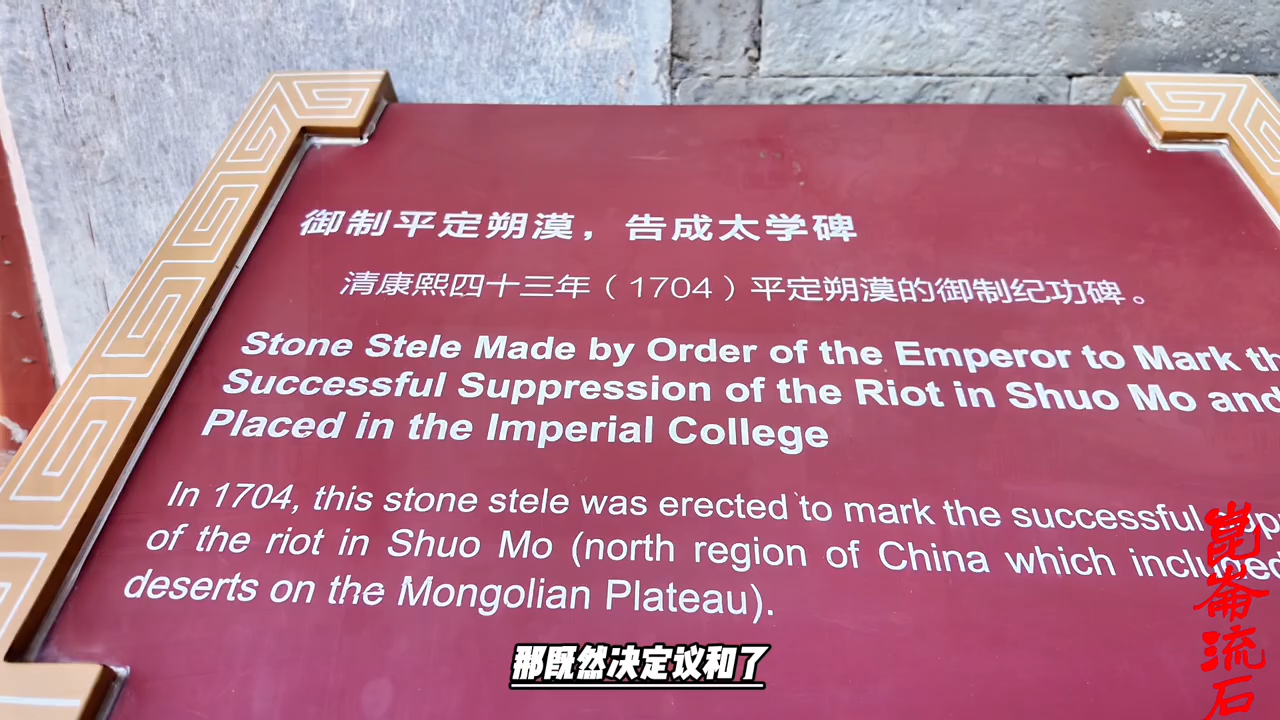 御制平定朔漠，告成太学碑
清康熙四十三年（1704）平定朔漠的御制纪功碑。
Stone Stele Made by Order of the Emperor to Mark th
Successful Suppression of the Riot in Shuo Mo and
Placed in the Imperial College
In 1704, this stone stele was erected to mark the successful
of the riot in Shuo Mo (north region of China which included
deserts on the Mongolian Plateau).
那既然决定议和了
崑崙流石